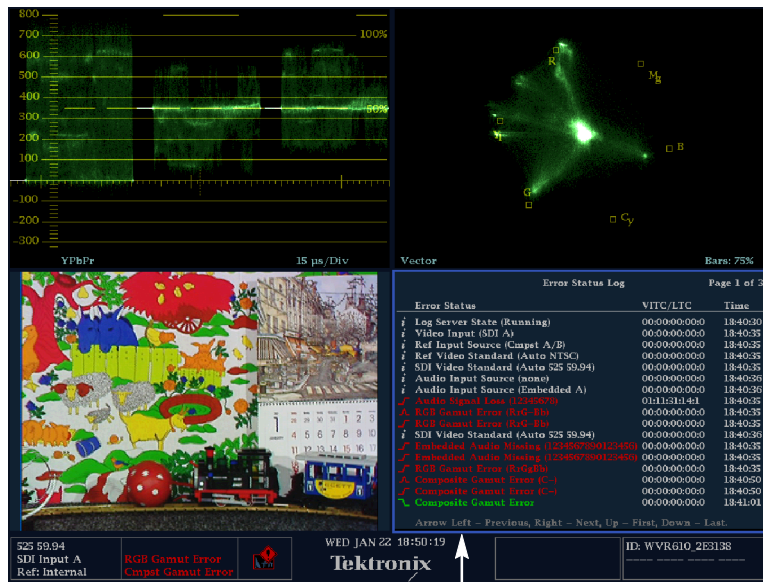 800
700
600
500
400
300
200
100
-100
-200
-300
100%
50%
YPbPr
15 µs/Div
R
Mg
B
I
G
Cy
Vector
Bars: 75%
Error Status Log
Page 1 of 3
Error Status VITC/LTC Time
i Log Server State (Running) 00:00:00:00:0 18:40:30
i Video Input (SDI A) 00:00:00:00:0 18:40:35
i Ref Input Source (Cmpst A/B) 00:00:00:00:0 18:40:35
i Ref Video Standard (Auto NTSC) 00:00:00:00:0 18:40:35
i SDI Video Standard (Auto 525 59.94) 00:00:00:00:0 18:40:35
i Audio Input Source (none) 00:00:00:00:0 18:40:36
i Audio Input Source (Embedded A) 00:00:00:00:0 18:40:36
Audio Signal Loss (12345678) 01:11:31:14:1 18:40:35
RGB Gamut Error (RrG-Bb) 00:00:00:00:0 18:40:35
RGB Gamut Error (RrG-Bb) 00:00:00:00:0 18:40:35
i SDI Video Standard (Auto 525 59.94) 00:00:00:00:0 18:40:36
Embedded Audio Missing (1234567890123456) 00:00:00:00:0 18:40:35
Embedded Audio Missing (1234567890123456) 00:00:00:00:0 18:40:35
RGB Gamut Error (RrGgBb) 00:00:00:00:0 18:40:35
Composite Gamut Error (C-) 00:00:00:00:0 18:40:50
Composite Gamut Error (C-) 00:00:00:00:0 18:40:50
Composite Gamut Error 00:00:00:00:0 18:41:01
Arrow Left - Previous, Right - Next, Up - First, Down - Last.
525 59.94
SDI Input A
Ref: Internal
RGB Gamut Error
Cmpst Gamut Error
WED JAN 22 18:50:19
Tektronix
ID: WVR610_2E3138